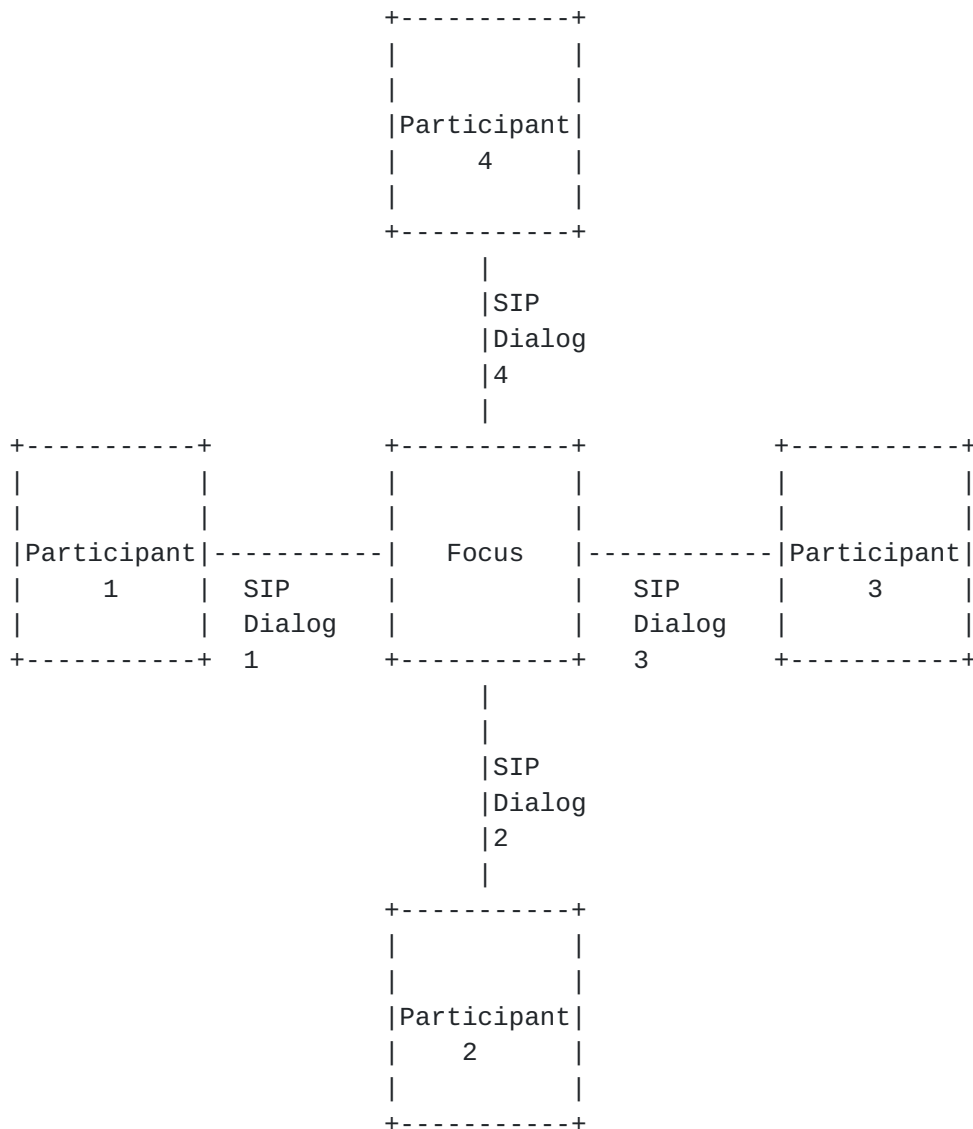 Participant
4
SIP
Dialog
4
Participant Focus Participant
1 SIP SIP 3
Dialog Dialog
1 3
SIP
Dialog
2
Participant
2